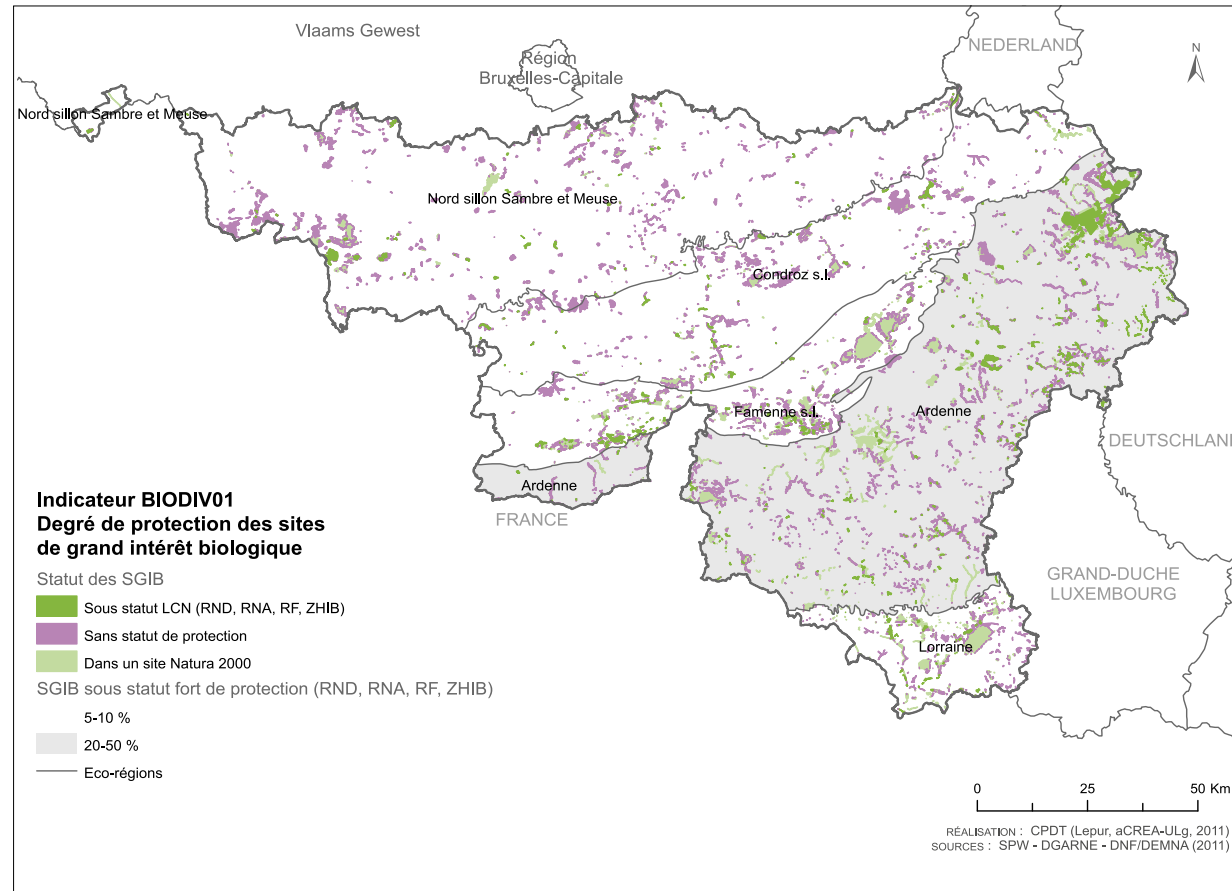 Vlaams Gewest
Région
Bruxelles-Capitale
NEDERLAND
N
Nord sillon Sambre et Meuse
Nord sillon Sambre et Meuse
Condroz s.l.
Famenne s.l.
Ardenne
DEUTSCHLAND
Ardenne
FRANCE
GRAND-DUCHE
LUXEMBOURG
Lorraine
Indicateur BIODIV01
Degré de protection des sites
de grand intérêt biologique
Statut des SGIB
Sous statut LCN (RND, RNA, RF, ZHIB)
Sans statut de protection
Dans un site Natura 2000
SGIB sous statut fort de protection (RND, RNA, RF, ZHIB)
5-10 %
20-50 %
Eco-régions
0 25 50 Km
RÉALISATION : CPDT (Lepur, aCREA-ULg, 2011)
SOURCES : SPW - DGARNE - DNF/DEMNA (2011)